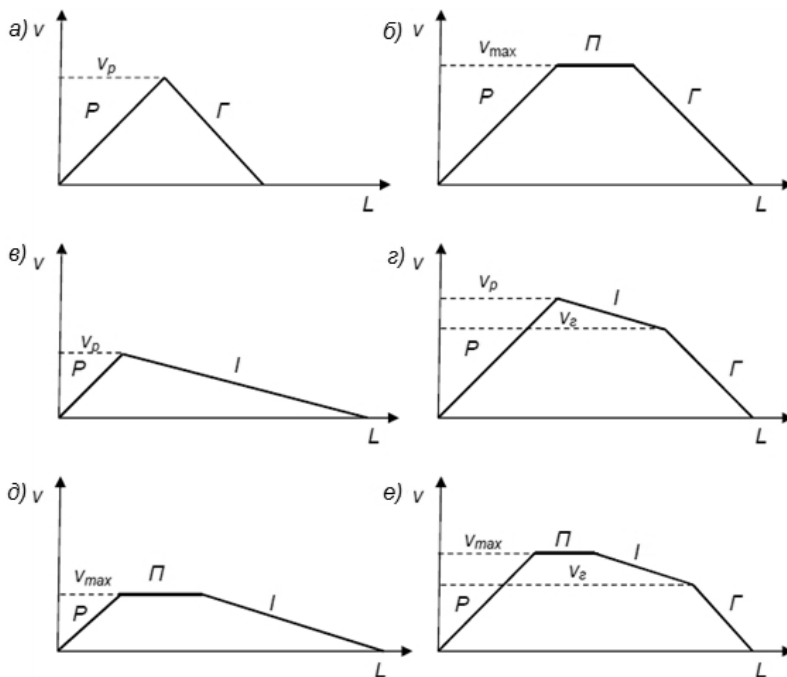 а) v v_p P Г L
б) v v_max П P Г L
в) v v_p P I L
г) v v_p I v_г P Г L
д) v v_max П P I L
е) v v_max П I v_г P Г L